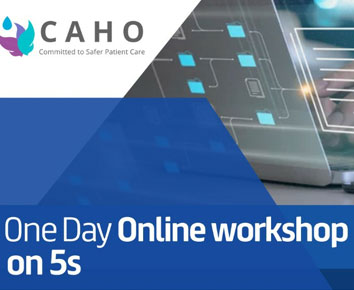 CAHO
Committed to Safer Patient Care
One Day Online workshop
on 5s